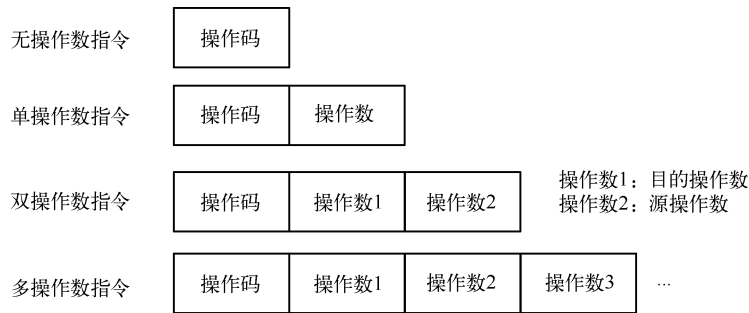 无操作数指令 操作码
单操作数指令 操作码 操作数
双操作数指令 操作码 操作数1 操作数2
操作数1：目的操作数
操作数2：源操作数
多操作数指令 操作码 操作数1 操作数2 操作数3 …